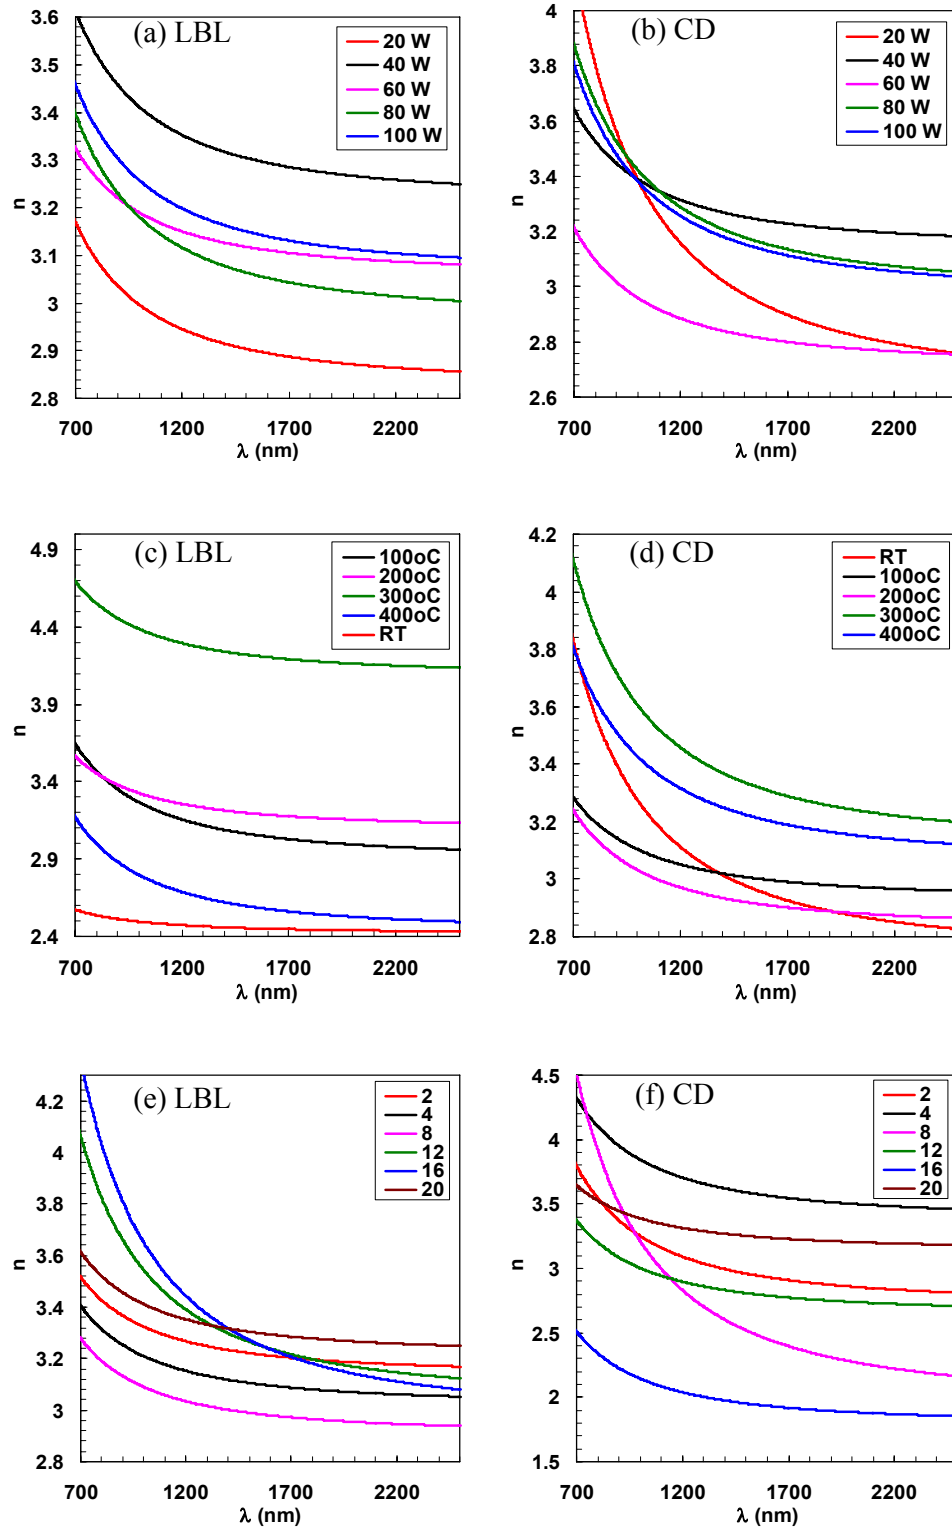 (a) LBL
3.6
3.5
3.4
3.3
3.2
3.1
3
2.9
2.8
n
20 W
40 W
60 W
80 W
100 W
700 1200 1700 2200
λ (nm)
(b) CD
4
3.8
3.6
3.4
3.2
3
2.8
2.6
n
20 W
40 W
60 W
80 W
100 W
700 1200 1700 2200
λ (nm)
(c) LBL
4.9
4.4
3.9
3.4
2.9
2.4
n
100oC
200oC
300oC
400oC
RT
700 1200 1700 2200
λ (nm)
(d) CD
4.2
4
3.8
3.6
3.4
3.2
3
2.8
n
RT
100oC
200oC
300oC
400oC
700 1200 1700 2200
λ (nm)
(e) LBL
4.2
4
3.8
3.6
3.4
3.2
3
2.8
n
2
4
8
12
16
20
700 1200 1700 2200
λ (nm)
(f) CD
4.5
4
3.5
3
2.5
2
1.5
n
2
4
8
12
16
20
700 1200 1700 2200
λ (nm)